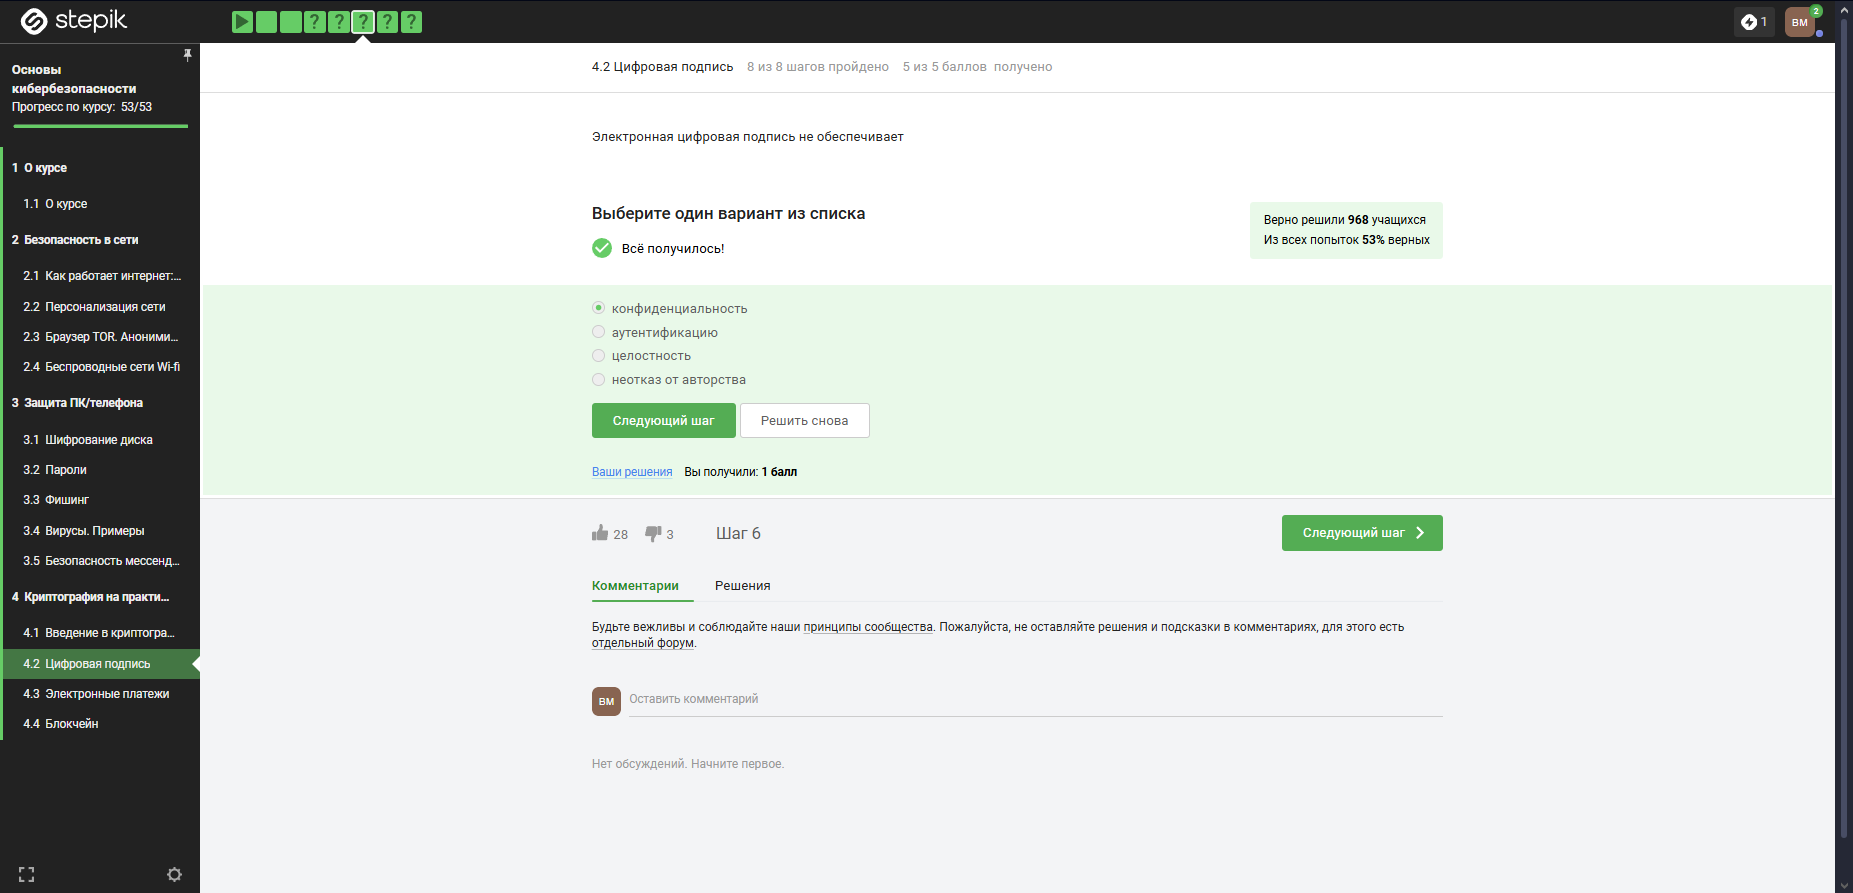 stepik
? ? ? ? ?
1
ВМ
2
Основы
кибербезопасности
Прогресс по курсу: 53/53
1 О курсе
1.1 О курсе
2 Безопасность в сети
2.1 Как работает интернет:...
2.2 Персонализация сети
2.3 Браузер TOR. Аноними...
2.4 Беспроводные сети Wi-fi
3 Защита ПК/телефона
3.1 Шифрование диска
3.2 Пароли
3.3 Фишинг
3.4 Вирусы. Примеры
3.5 Безопасность мессенд...
4 Криптография на практи...
4.1 Введение в криптогра...
4.2 Цифровая подпись
4.3 Электронные платежи
4.4 Блокчейн
4.2 Цифровая подпись 8 из 8 шагов пройдено 5 из 5 баллов получено
Электронная цифровая подпись не обеспечивает
Выберите один вариант из списка
Всё получилось!
Верно решили 968 учащихся
Из всех попыток 53% верных
конфиденциальность
аутентификацию
целостность
неотказ от авторства
Следующий шаг Решить снова
Ваши решения Вы получили: 1 балл
28 3 Шаг 6
Следующий шаг
Комментарии Решения
Будьте вежливы и соблюдайте наши принципы сообщества. Пожалуйста, не оставляйте решения и подсказки в комментариях, для этого есть
отдельный форум.
ВМ Оставить комментарий
Нет обсуждений. Начните первое.